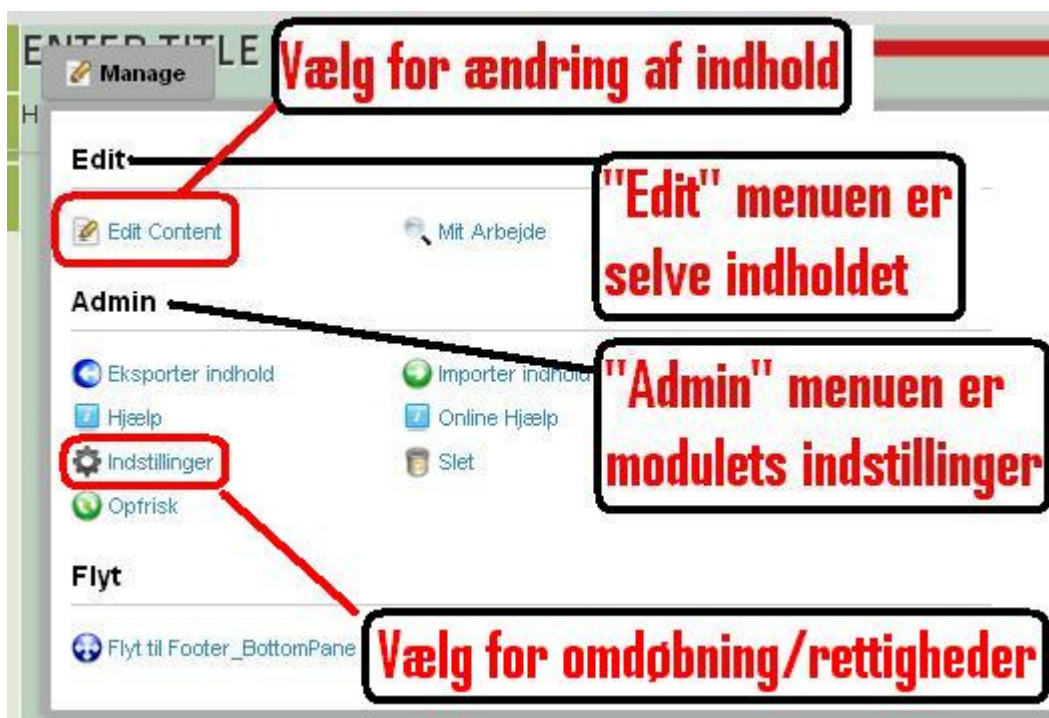 ENTER TITLE
Manage
Vælg for ændring af indhold
H
Edit
"Edit" menuen er
selve indholdet
Edit Content
Mit Arbejde
Admin
"Admin" menuen er
modulets indstillinger
Eksporter indhold
Importer indhold
Hjælp
Online Hjælp
Indstillinger
Slet
Opfrisk
Flyt
Flyt til Footer_BottomPane
Vælg for omdøbning/rettigheder